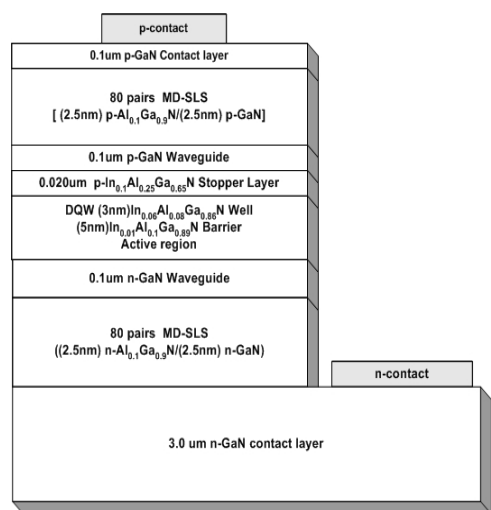 p-contact
0.1um p-GaN Contact layer
80 pairs MD-SLS
[ (2.5nm) p-Al₀.₁Ga₀.₉N/(2.5nm) p-GaN]
0.1um p-GaN Waveguide
0.020um p-In₀.₁Al₀.₂₅Ga₀.₆₅N Stopper Layer
DQW (3nm)In₀.₀₆Al₀.₀₈Ga₀.₈₆N Well
(5nm)In₀.₀₁Al₀.₁Ga₀.₈₉N Barrier
Active region
0.1um n-GaN Waveguide
80 pairs MD-SLS
((2.5nm) n-Al₀.₁Ga₀.₉N/(2.5nm) n-GaN)
n-contact
3.0 um n-GaN contact layer